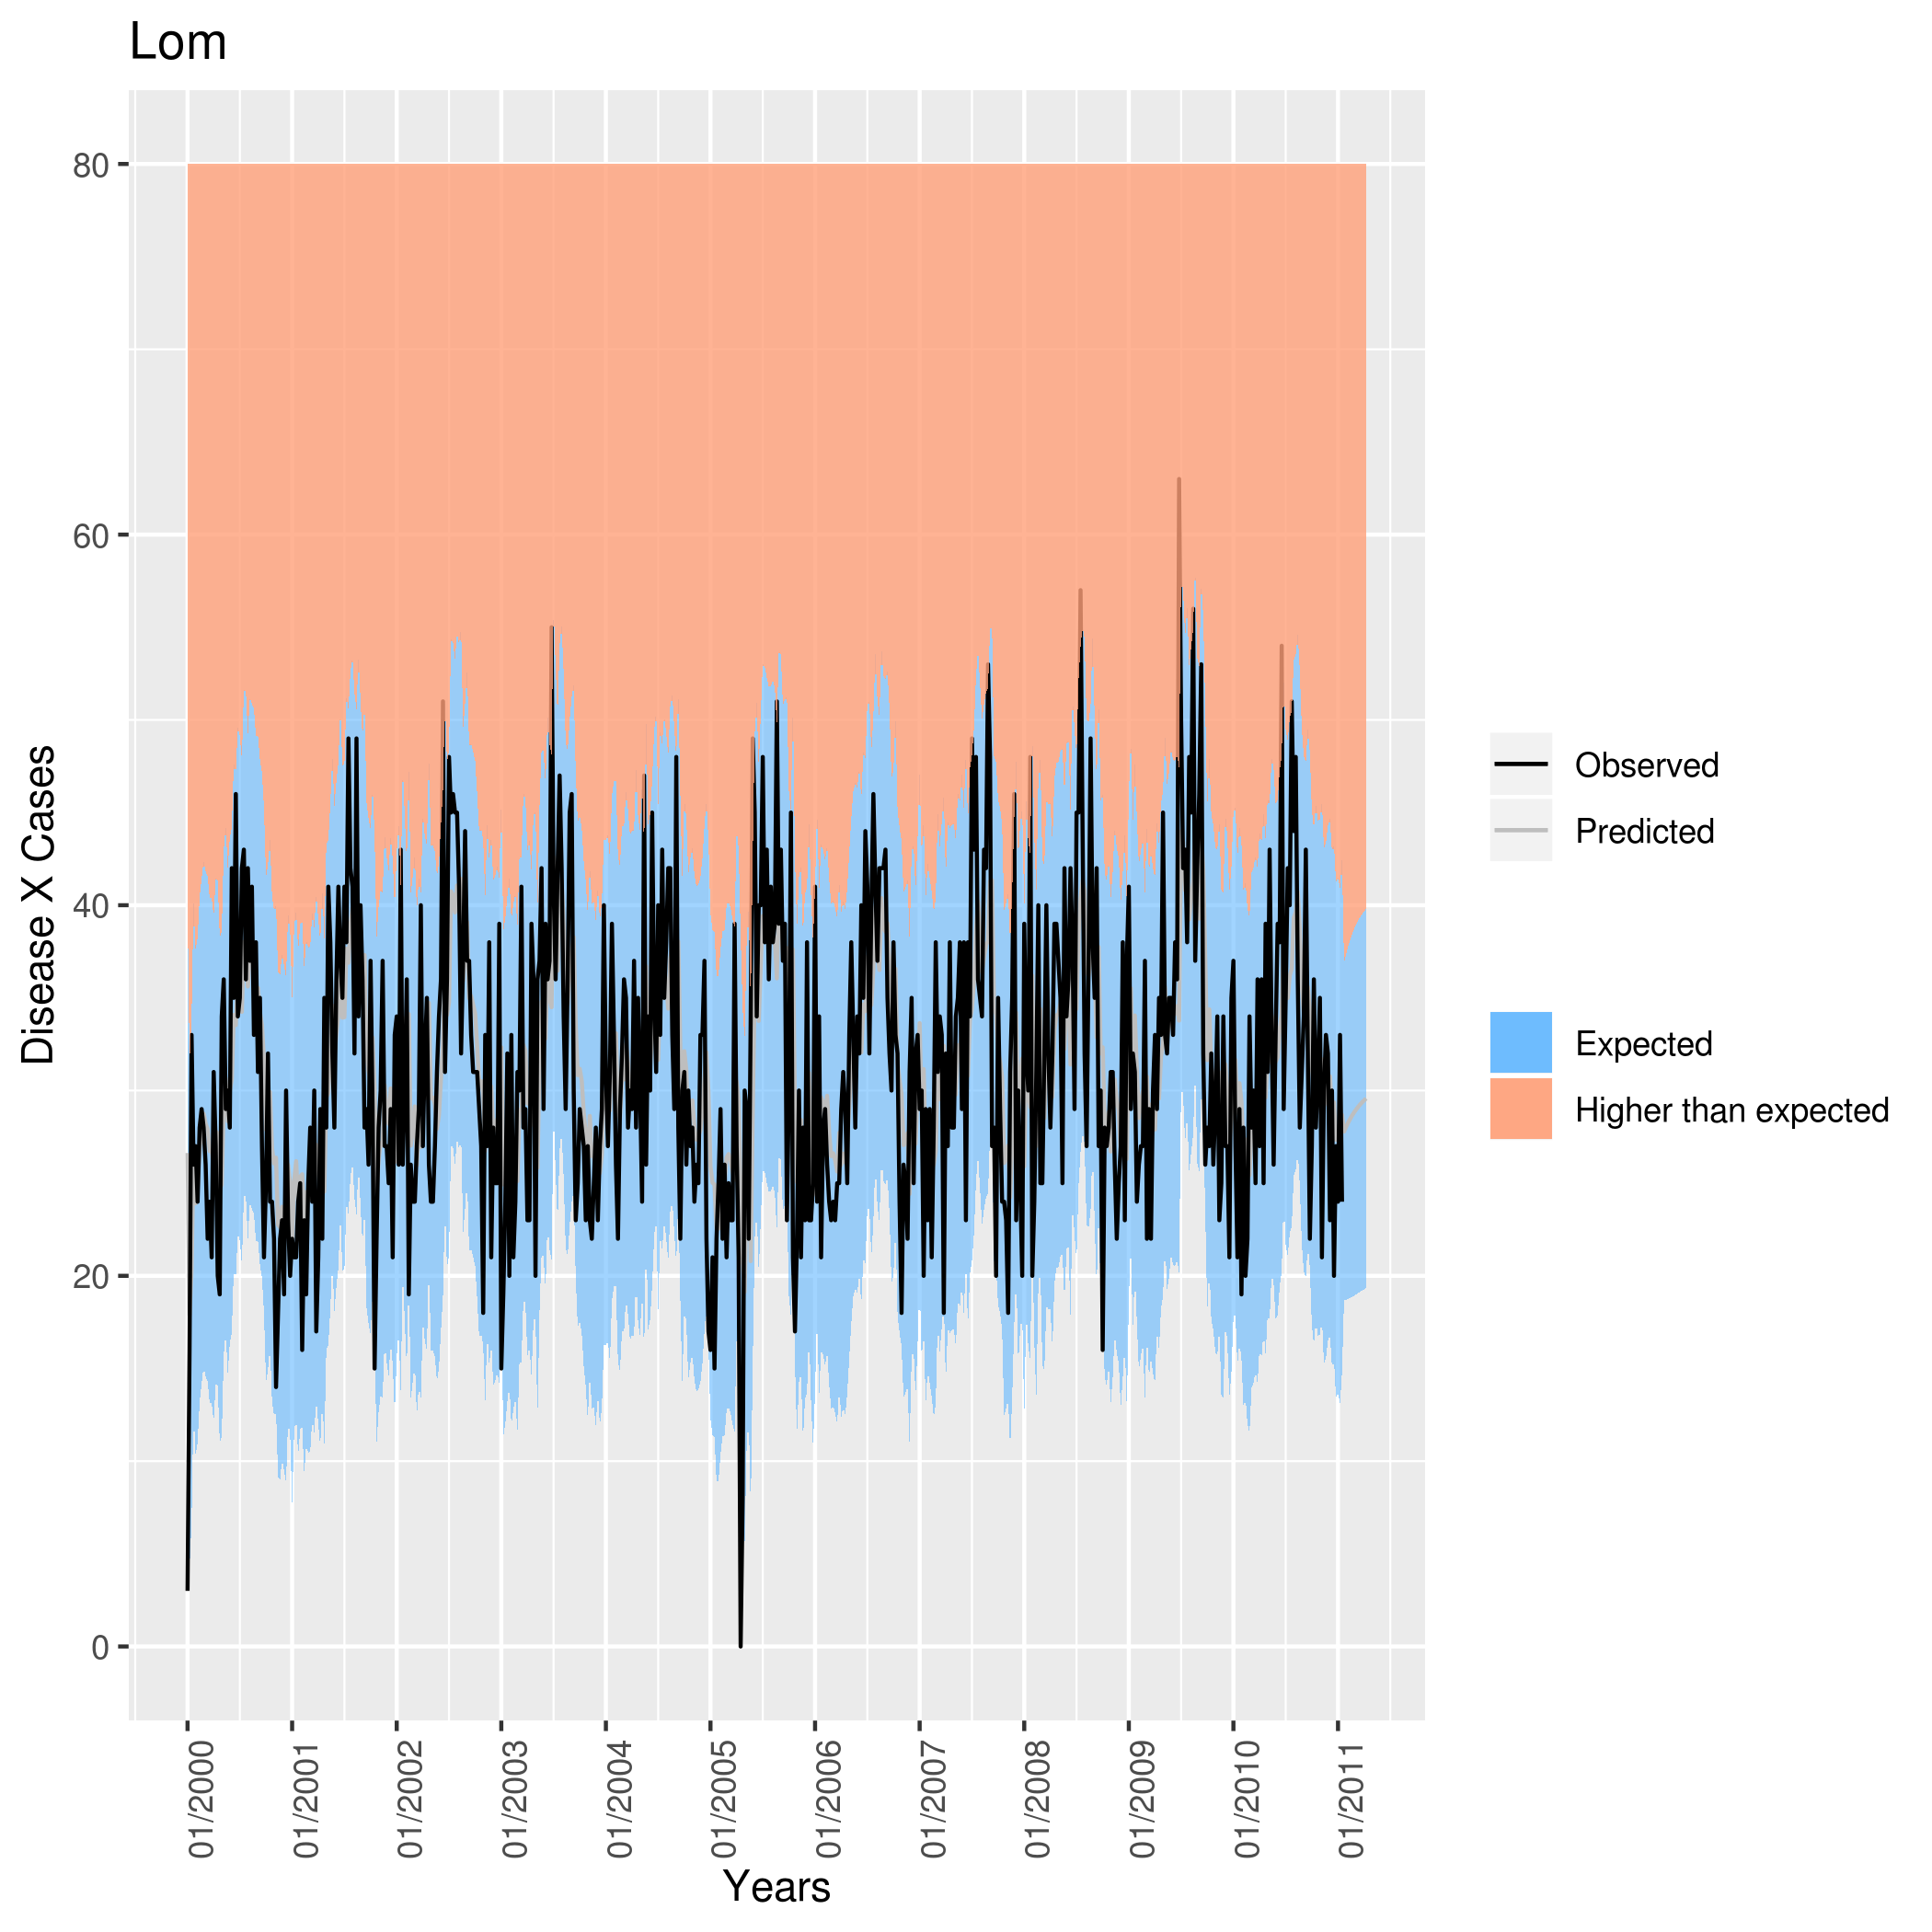 Lom
80
60
40
20
0
Disease X Cases
01/2000
01/2001
01/2002
01/2003
01/2004
01/2005
01/2006
01/2007
01/2008
01/2009
01/2010
01/2011
Years
Observed
Predicted
Expected
Higher than expected